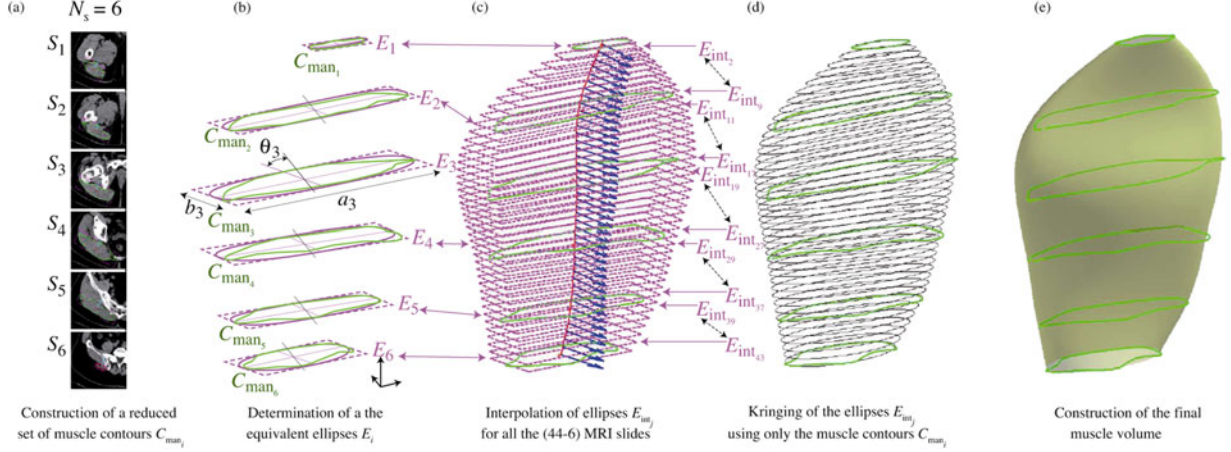 (a)
N_s = 6
(b)
(c)
(d)
(e)
S_1
S_2
S_3
S_4
S_5
S_6
E_1
C_man_1
E_2
C_man_2
θ_3
E_3
b_3
a_3
C_man_3
E_4
C_man_4
E_5
C_man_5
E_6
C_man_6
E_int_2
E_int_9
E_int_11
E_int_19
E_int_29
E_int_37
E_int_39
E_int_43
Construction of a reduced
set of muscle contours C_man_i
Determination of a the
equivalent ellipses E_i
Interpolation of ellipses E_int_j
for all the (44-6) MRI slides
Kringing of the ellipses E_int_j
using only the muscle contours C_man_i
Construction of the final
muscle volume